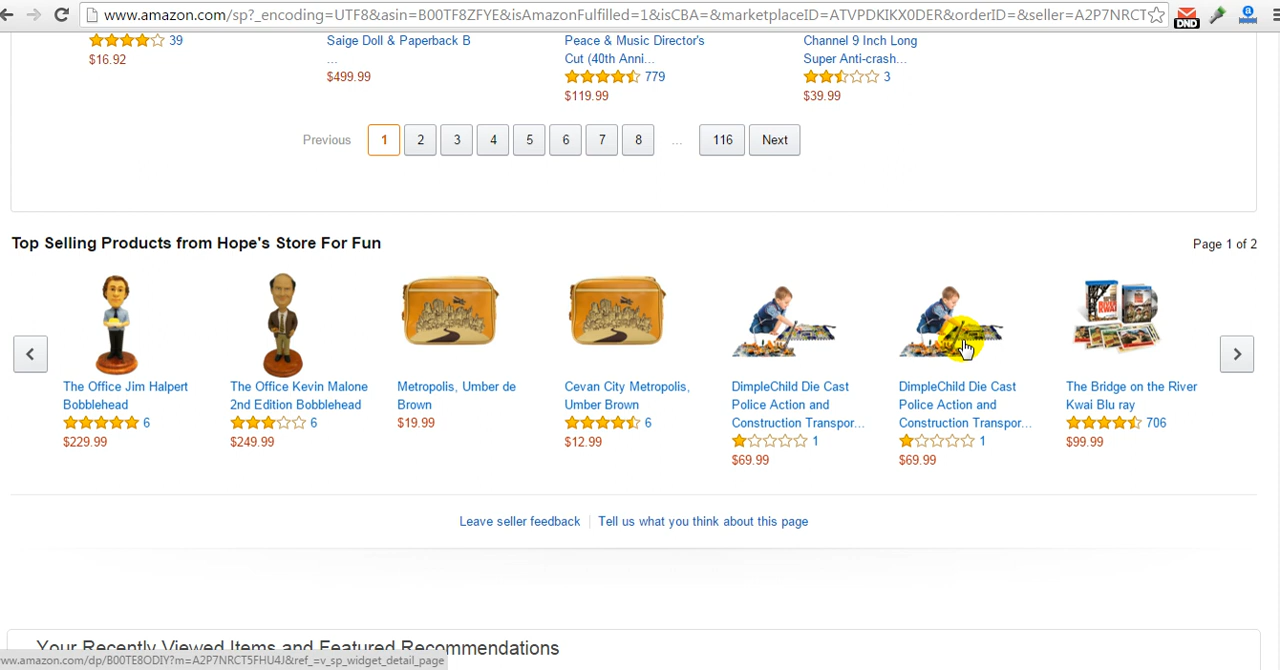 www.amazon.com/sp?_encoding=UTF8&asin=B00TF8ZFYE&isAmazonFulfilled=1&isCBA=&marketplaceID=ATVPDKIKX0DER&orderID=&seller=A2P7NRCT
DND
a
39
$16.92
Saige Doll & Paperback B
...
$499.99
Peace & Music Director's
Cut (40th Anni...
779
$119.99
Channel 9 Inch Long
Super Anti-crash...
3
$39.99
Previous 1 2 3 4 5 6 7 8 ... 116 Next
Top Selling Products from Hope's Store For Fun
Page 1 of 2
The Office Jim Halpert
Bobblehead
6
$229.99
The Office Kevin Malone
2nd Edition Bobblehead
6
$249.99
Metropolis, Umber de
Brown
$19.99
Cevan City Metropolis,
Umber Brown
6
$12.99
DimpleChild Die Cast
Police Action and
Construction Transpor...
1
$69.99
DimpleChild Die Cast
Police Action and
Construction Transpor...
1
$69.99
The Bridge on the River
Kwai Blu ray
706
$99.99
Leave seller feedback | Tell us what you think about this page
Your Recently Viewed Items and Featured Recommendations
ww.amazon.com/dp/B00TE8ODIY?m=A2P7NRCT5FHU4J&ref_=v_sp_widget_detail_page